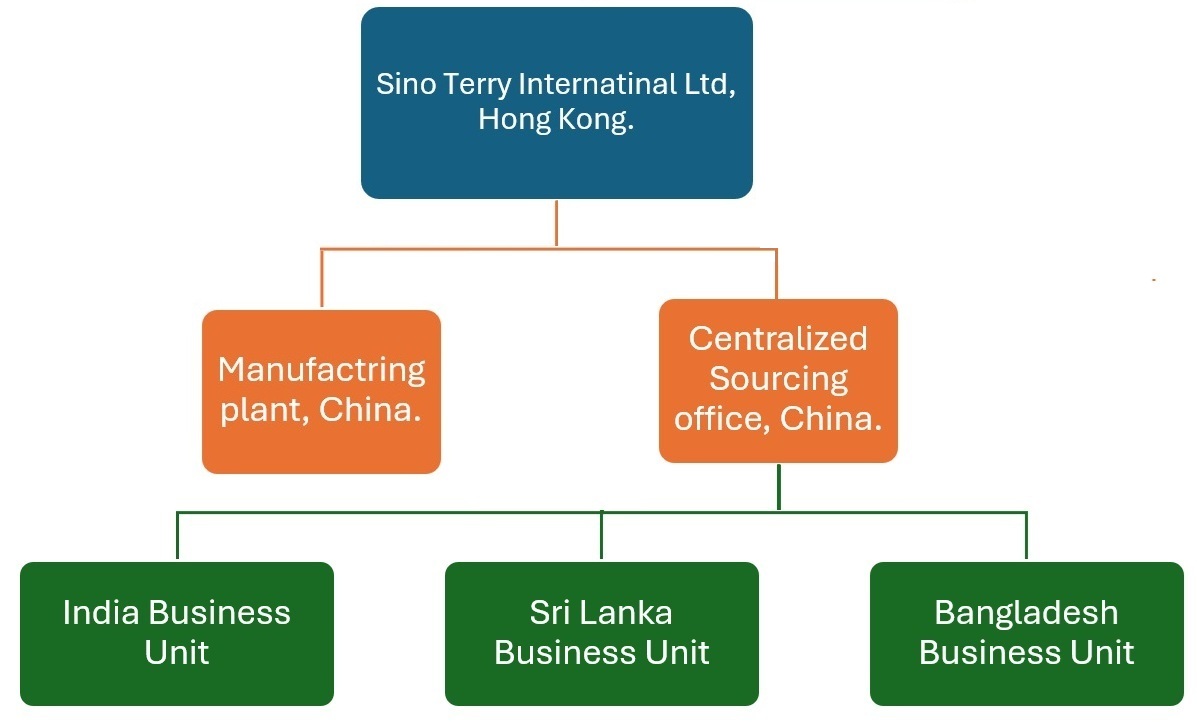 Sino Terry Internatinal Ltd,
Hong Kong.
Manufactring
plant, China.
Centralized
Sourcing
office, China.
India Business
Unit
Sri Lanka
Business Unit
Bangladesh
Business Unit